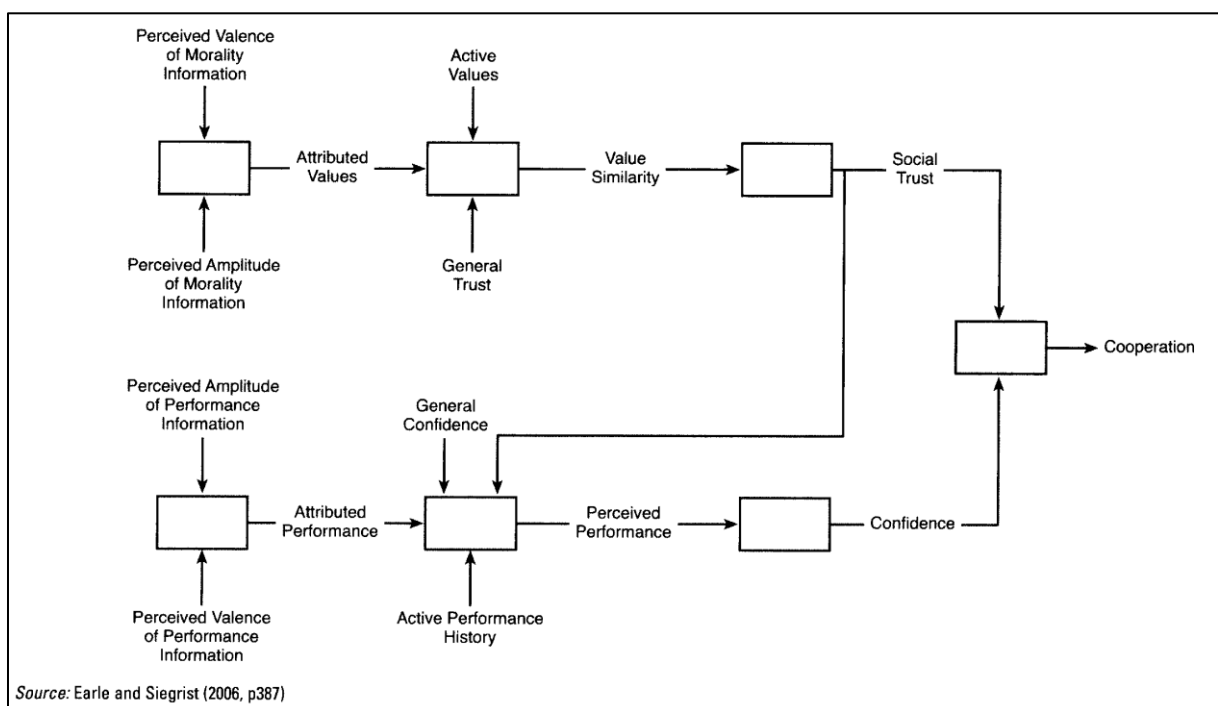 Perceived Valence
of Morality
Information
Active
Values
Attributed
Values
Value
Similarity
Social
Trust
Perceived Amplitude
of Morality
Information
General
Trust
Cooperation
Perceived Amplitude
of Performance
Information
General
Confidence
Attributed
Performance
Perceived
Performance
Confidence
Perceived Valence
of Performance
Information
Active Performance
History
Source: Earle and Siegrist (2006, p387)